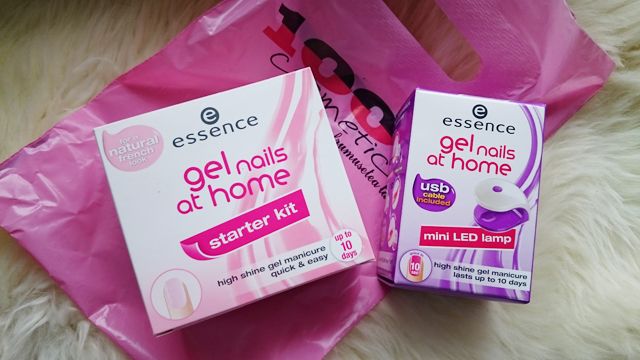 100
Cosmetic
essence
for a
natural
french
look
gel nails
at home
starter kit
up to
10
days
high shine gel manicure
quick & easy
essence
gel nails
at home
usb
cable
included
mini LED lamp
10
high shine gel manicure
lasts up to 10 days